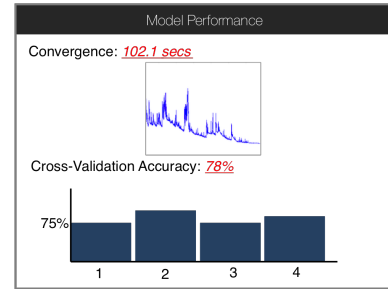 Model Performance
Convergence: 102.1 secs
Cross-Validation Accuracy: 78%
75%
1 2 3 4